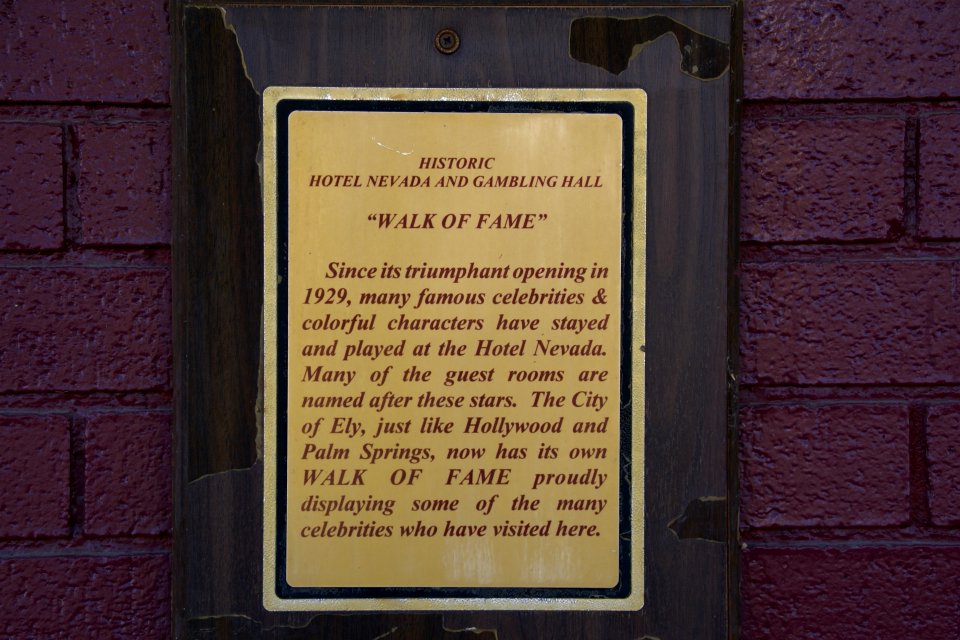 HISTORIC
HOTEL NEVADA AND GAMBLING HALL
“WALK OF FAME”
Since its triumphant opening in
1929, many famous celebrities &
colorful characters have stayed
and played at the Hotel Nevada.
Many of the guest rooms are
named after these stars. The City
of Ely, just like Hollywood and
Palm Springs, now has its own
WALK OF FAME proudly
displaying some of the many
celebrities who have visited here.